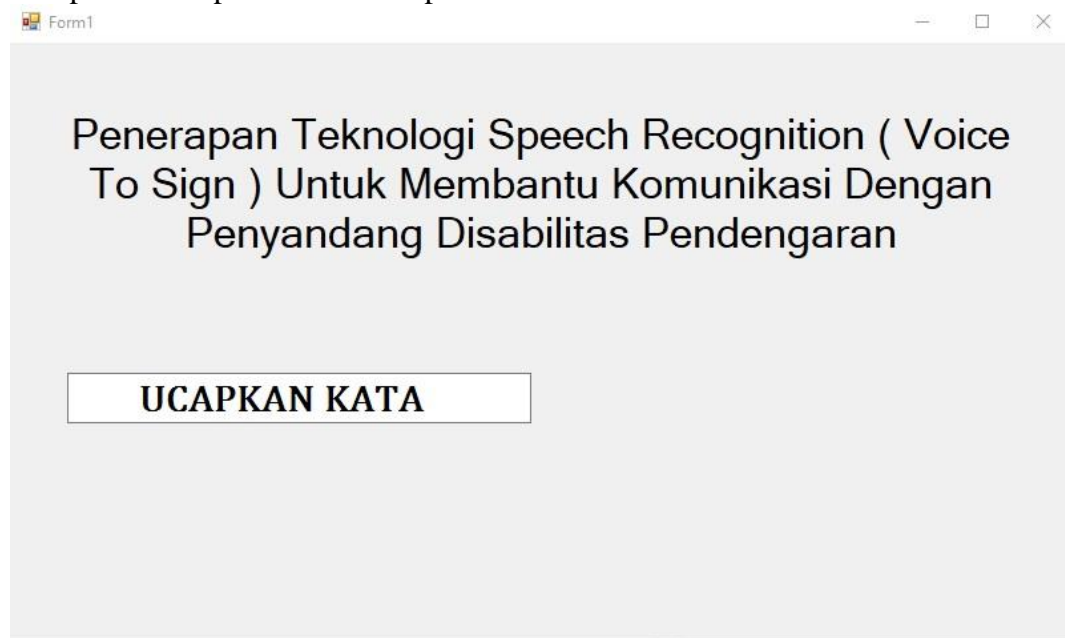 Form1
Penerapan Teknologi Speech Recognition ( Voice
To Sign ) Untuk Membantu Komunikasi Dengan
Penyandang Disabilitas Pendengaran
UCAPKAN KATA